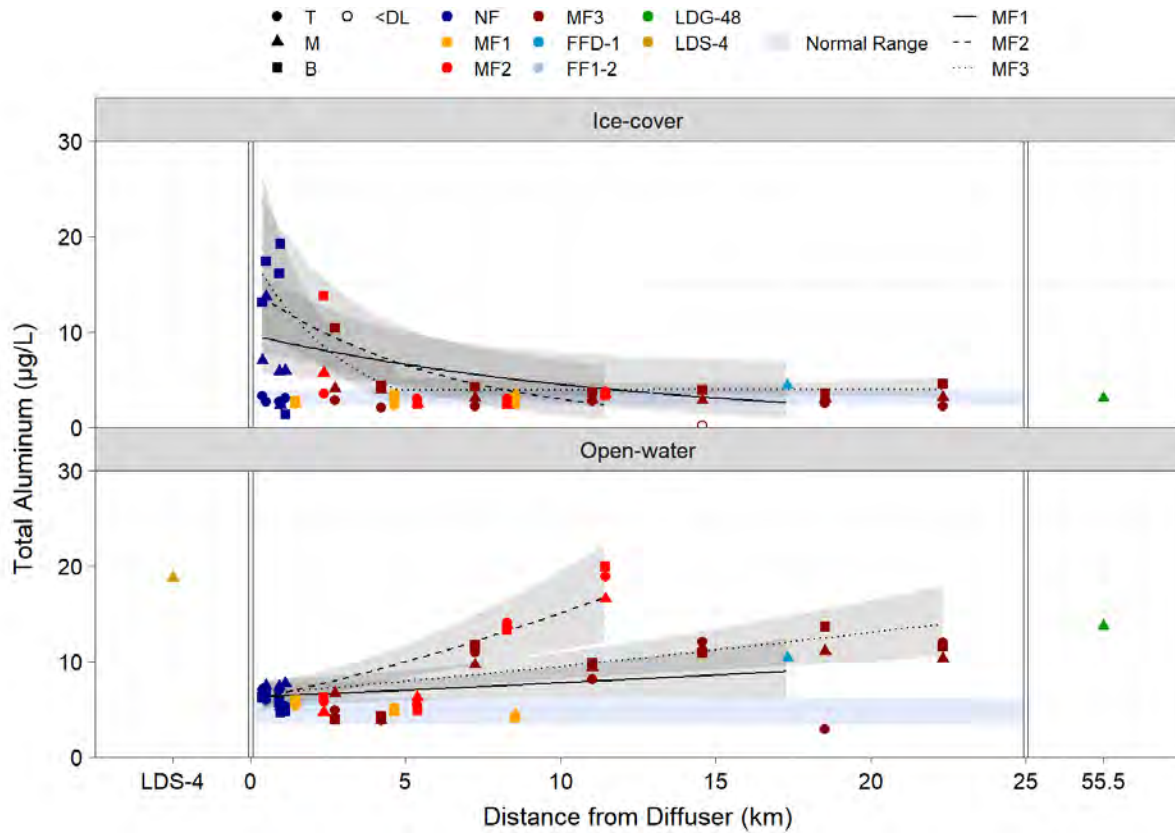 T <DL NF MF3 LDG-48 MF1
M MF1 FFD-1 LDS-4 Normal Range MF2
B MF2 FF1-2 MF3
Ice-cover
30
20
10
0
Open-water
30
20
10
0
Total Aluminum (µg/L)
LDS-4 0 5 10 15 20 25 55.5
Distance from Diffuser (km)